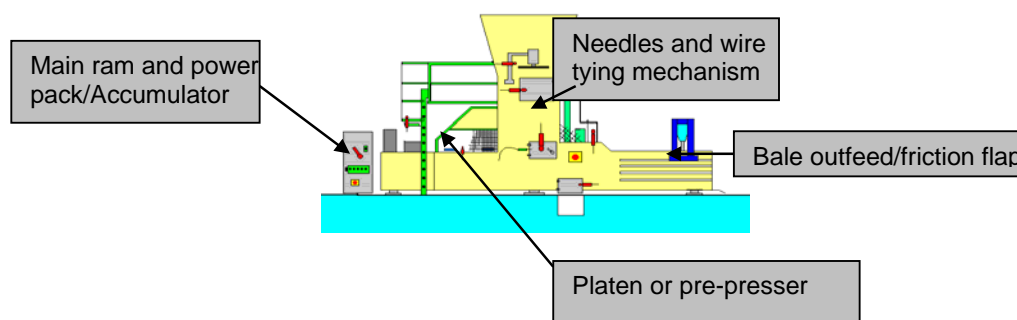 Main ram and power
pack/Accumulator
Needles and wire
tying mechanism
Bale outfeed/friction flap
Platen or pre-presser